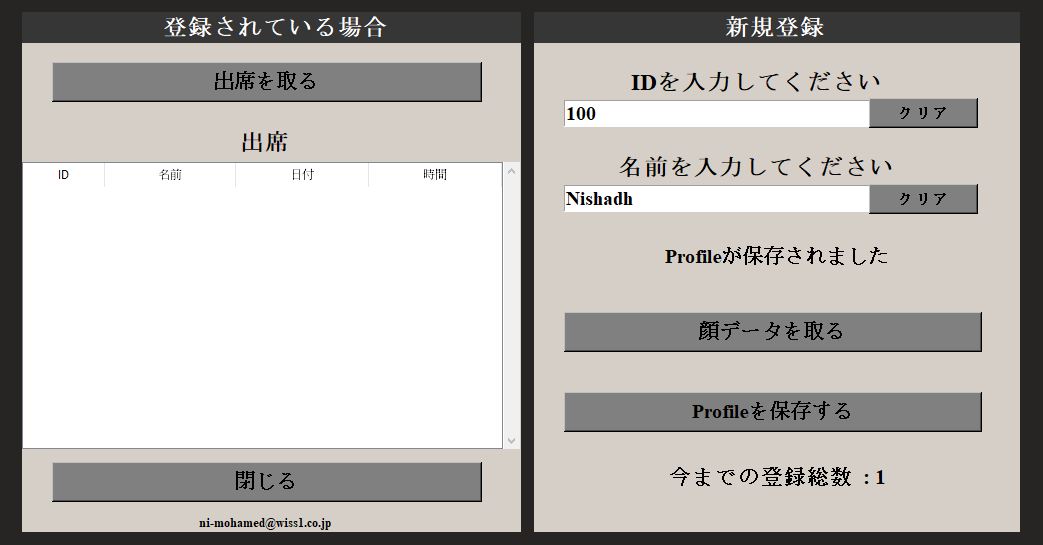 登録されている場合
出席を取る
出席
ID 名前 日付 時間
閉じる
ni-mohamed@wiss1.co.jp
新規登録
IDを入力してください
100 クリア
名前を入力してください
Nishadh クリア
Profileが保存されました
顔データを取る
Profileを保存する
今までの登録総数 : 1